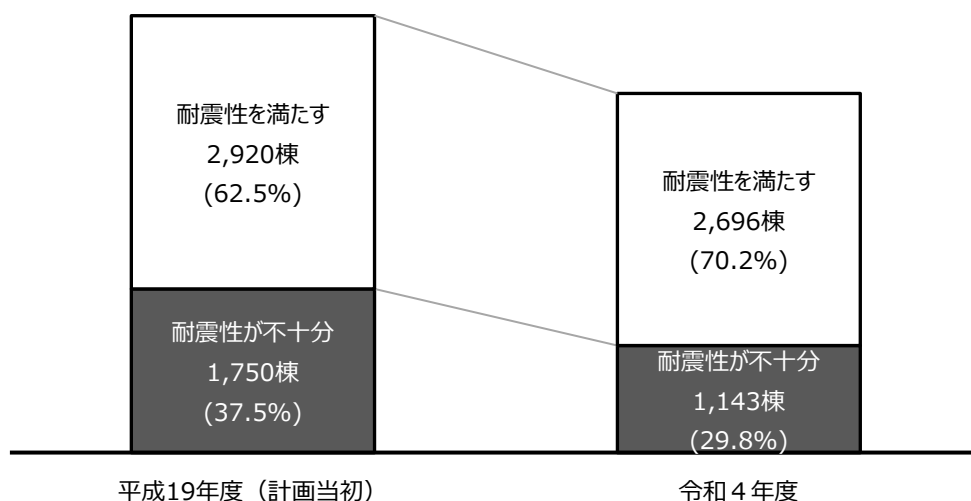 耐震性を満たす
2,920棟
(62.5%)
耐震性が不十分
1,750棟
(37.5%)
耐震性を満たす
2,696棟
(70.2%)
耐震性が不十分
1,143棟
(29.8%)
平成19年度（計画当初）
令和４年度